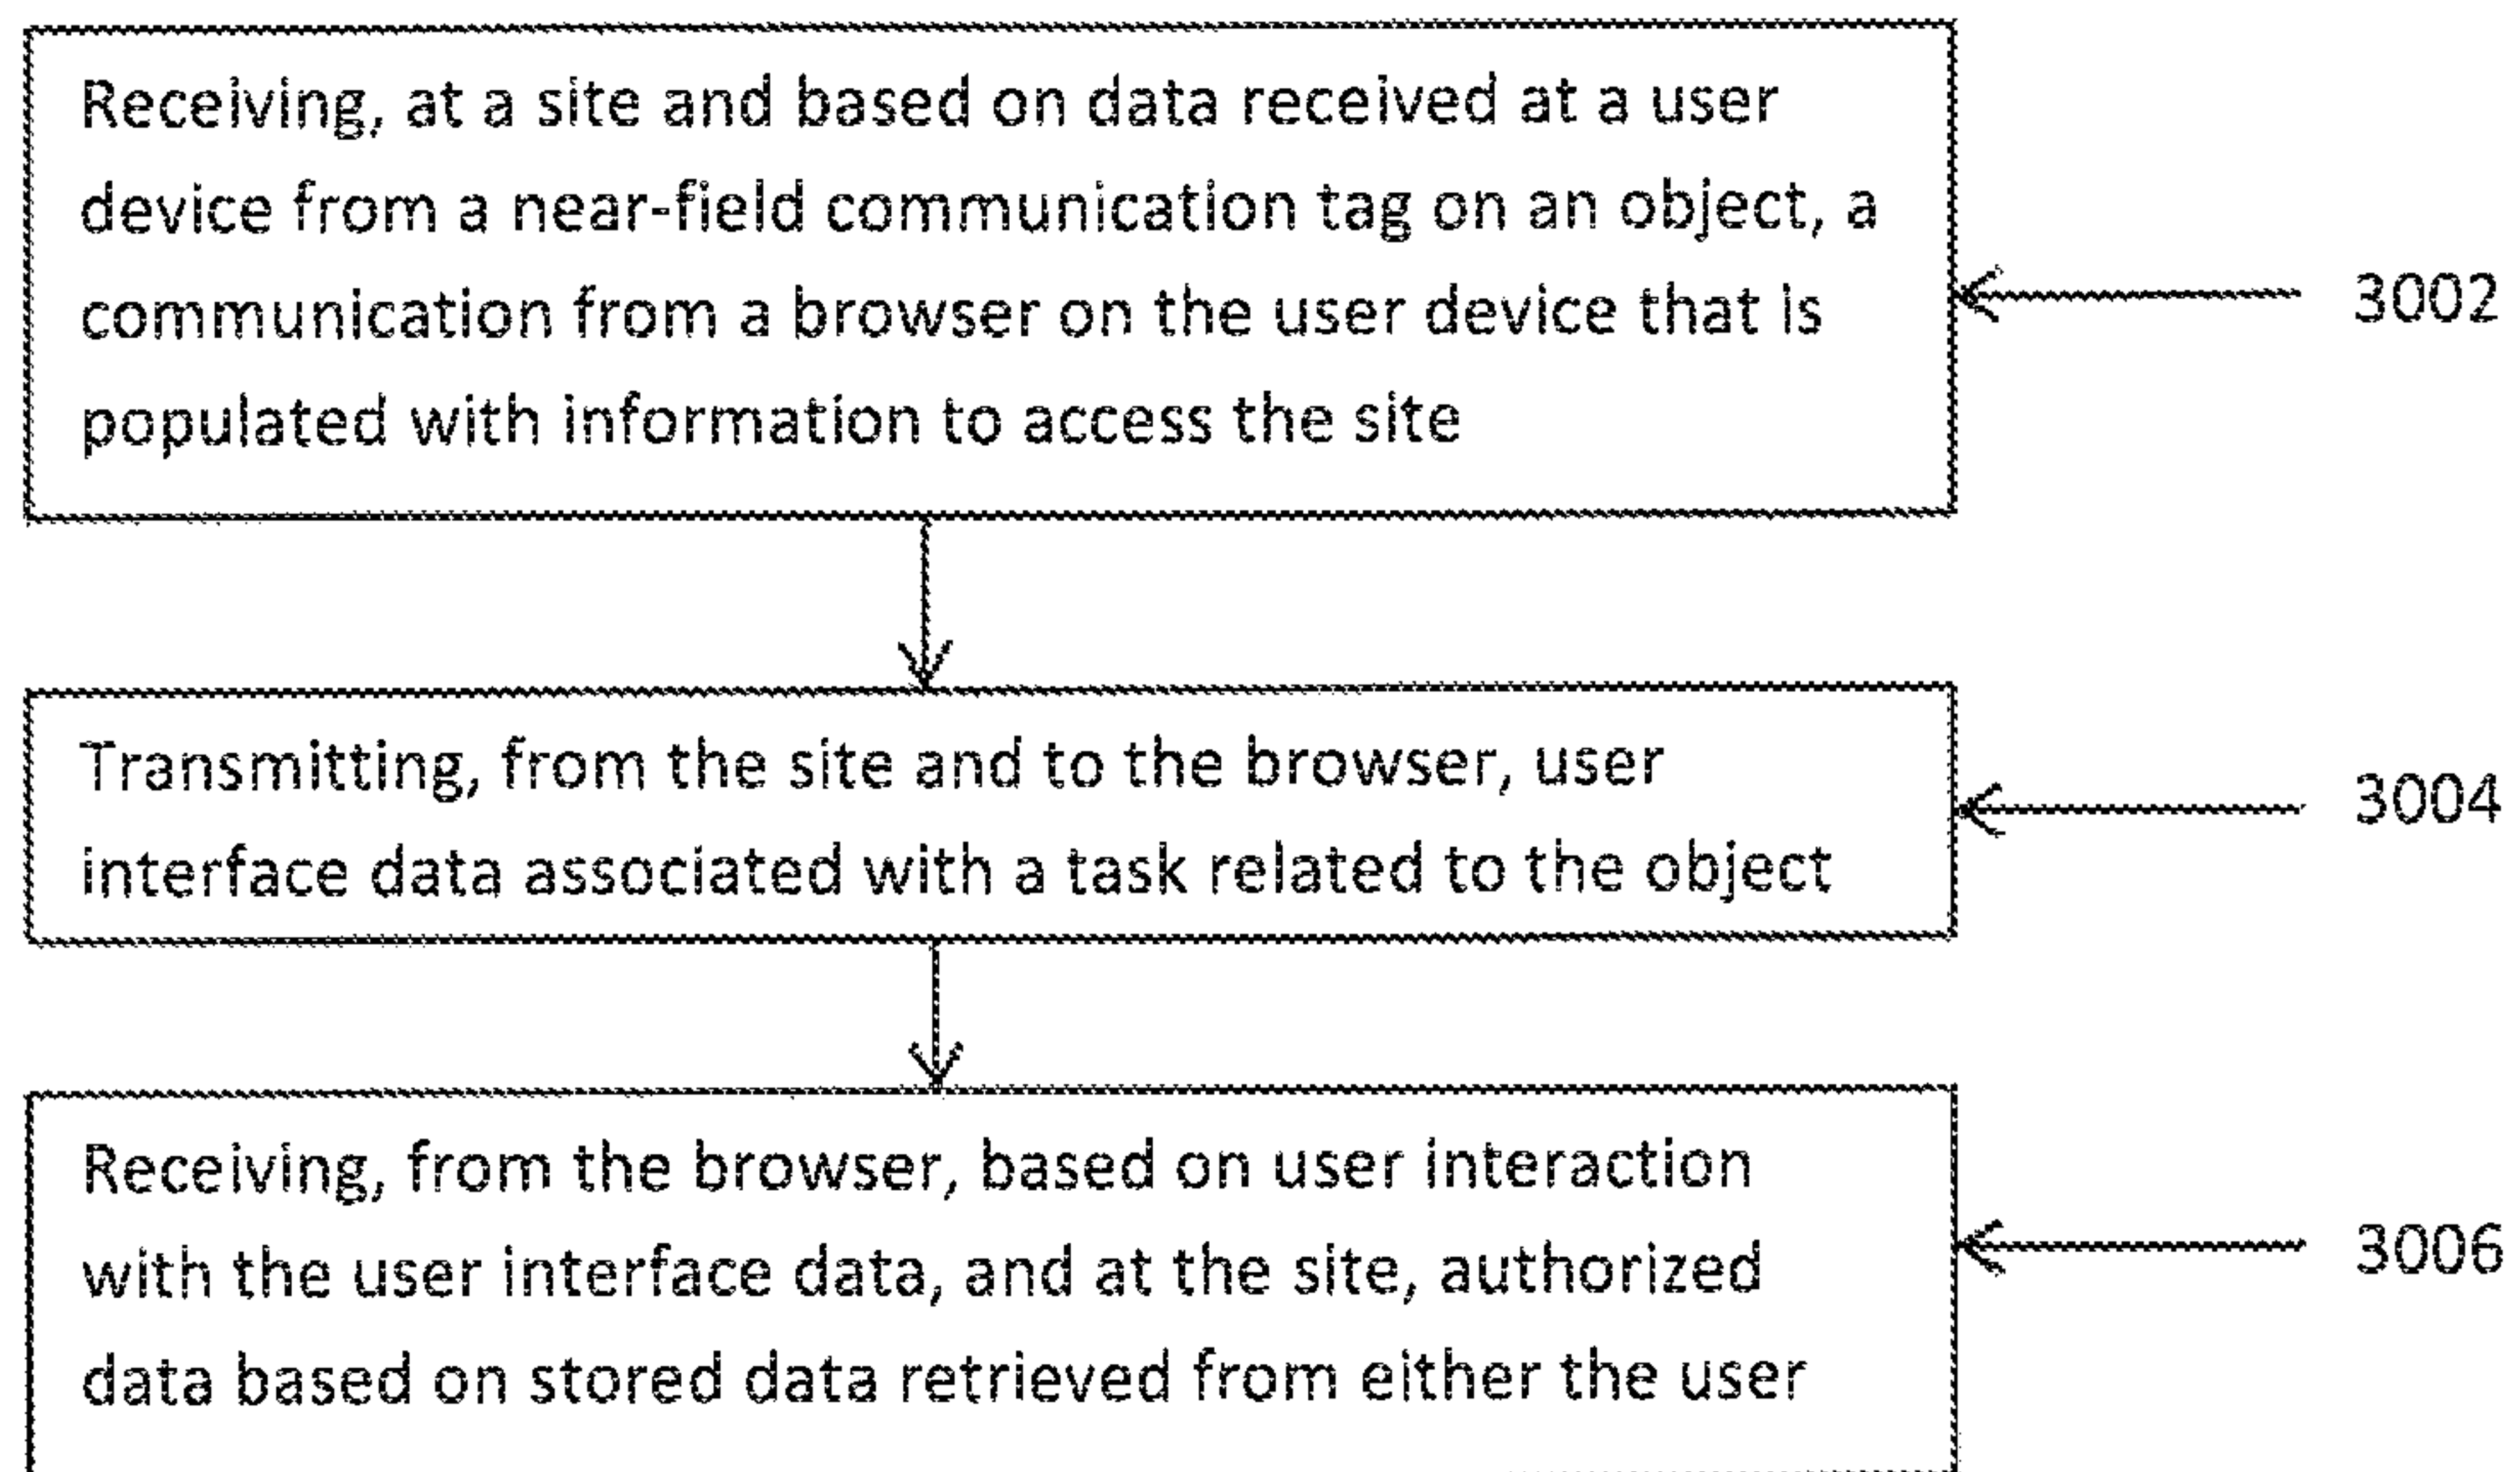 Receiving, at a site and based on data received at a user
device from a near-field communication tag on an object, a
communication from a browser on the user device that is
populated with information to access the site
3002
Transmitting, from the site and to the browser, user
interface data associated with a task related to the object
3004
Receiving, from the browser, based on user interaction
with the user interface data, and at the site, authorized
data based on stored data retrieved from either the user
3006